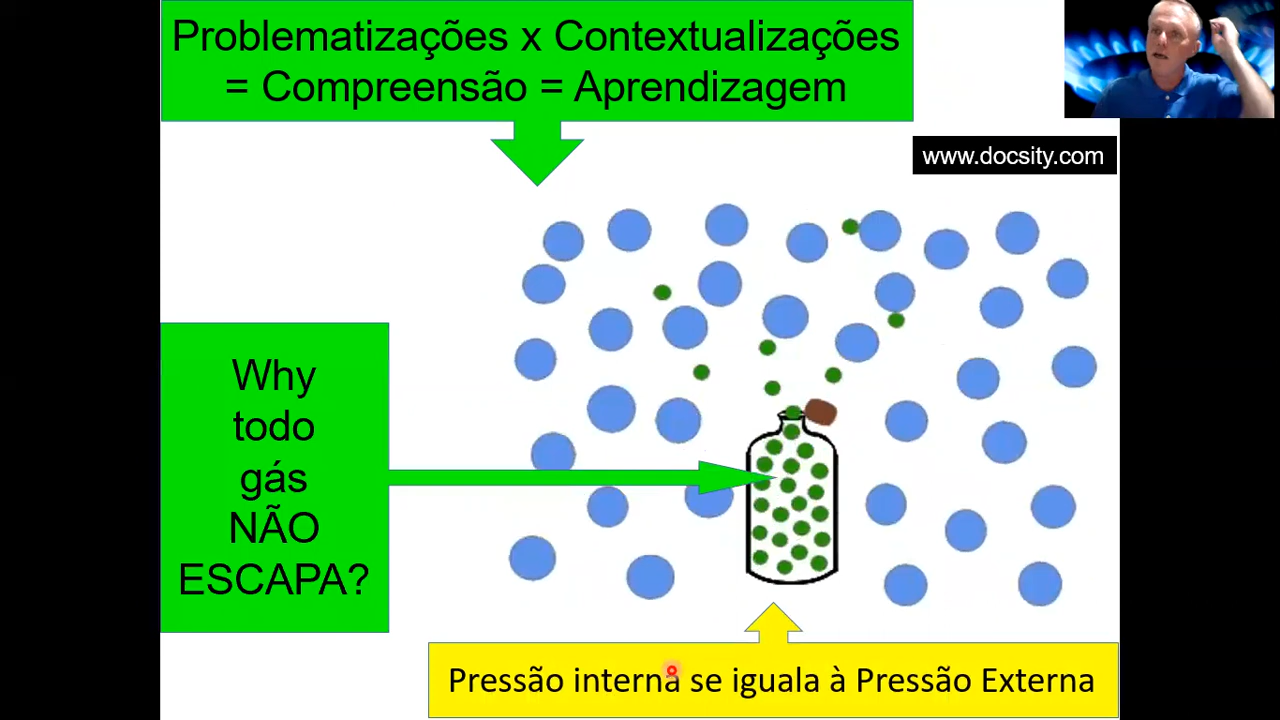 Problematizações x Contextualizações
= Compreensão = Aprendizagem
www.docsity.com
Why
todo
gás
NÃO
ESCAPA?
Pressão interna se iguala à Pressão Externa